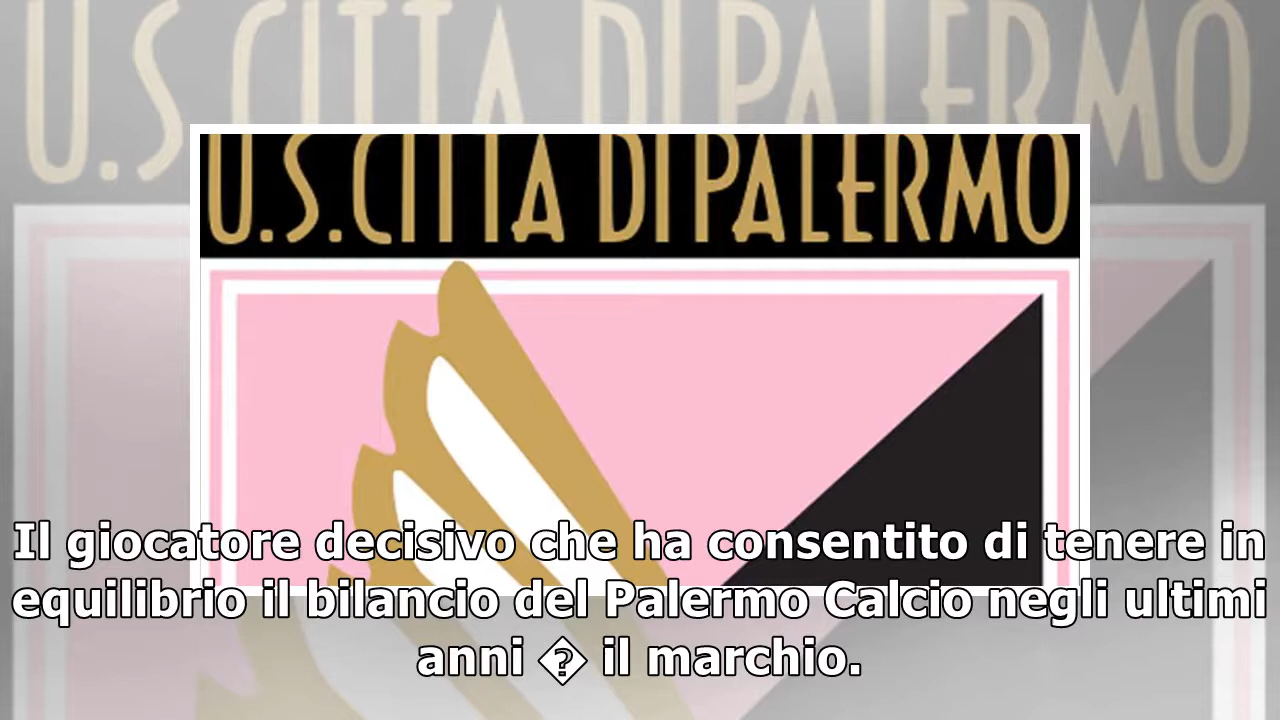 U.S.CITTA DI PALERMO
U.S.CITTA DI PALERMO
Il giocatore decisivo che ha consentito di tenere in
equilibrio il bilancio del Palermo Calcio negli ultimi
anni � il marchio.